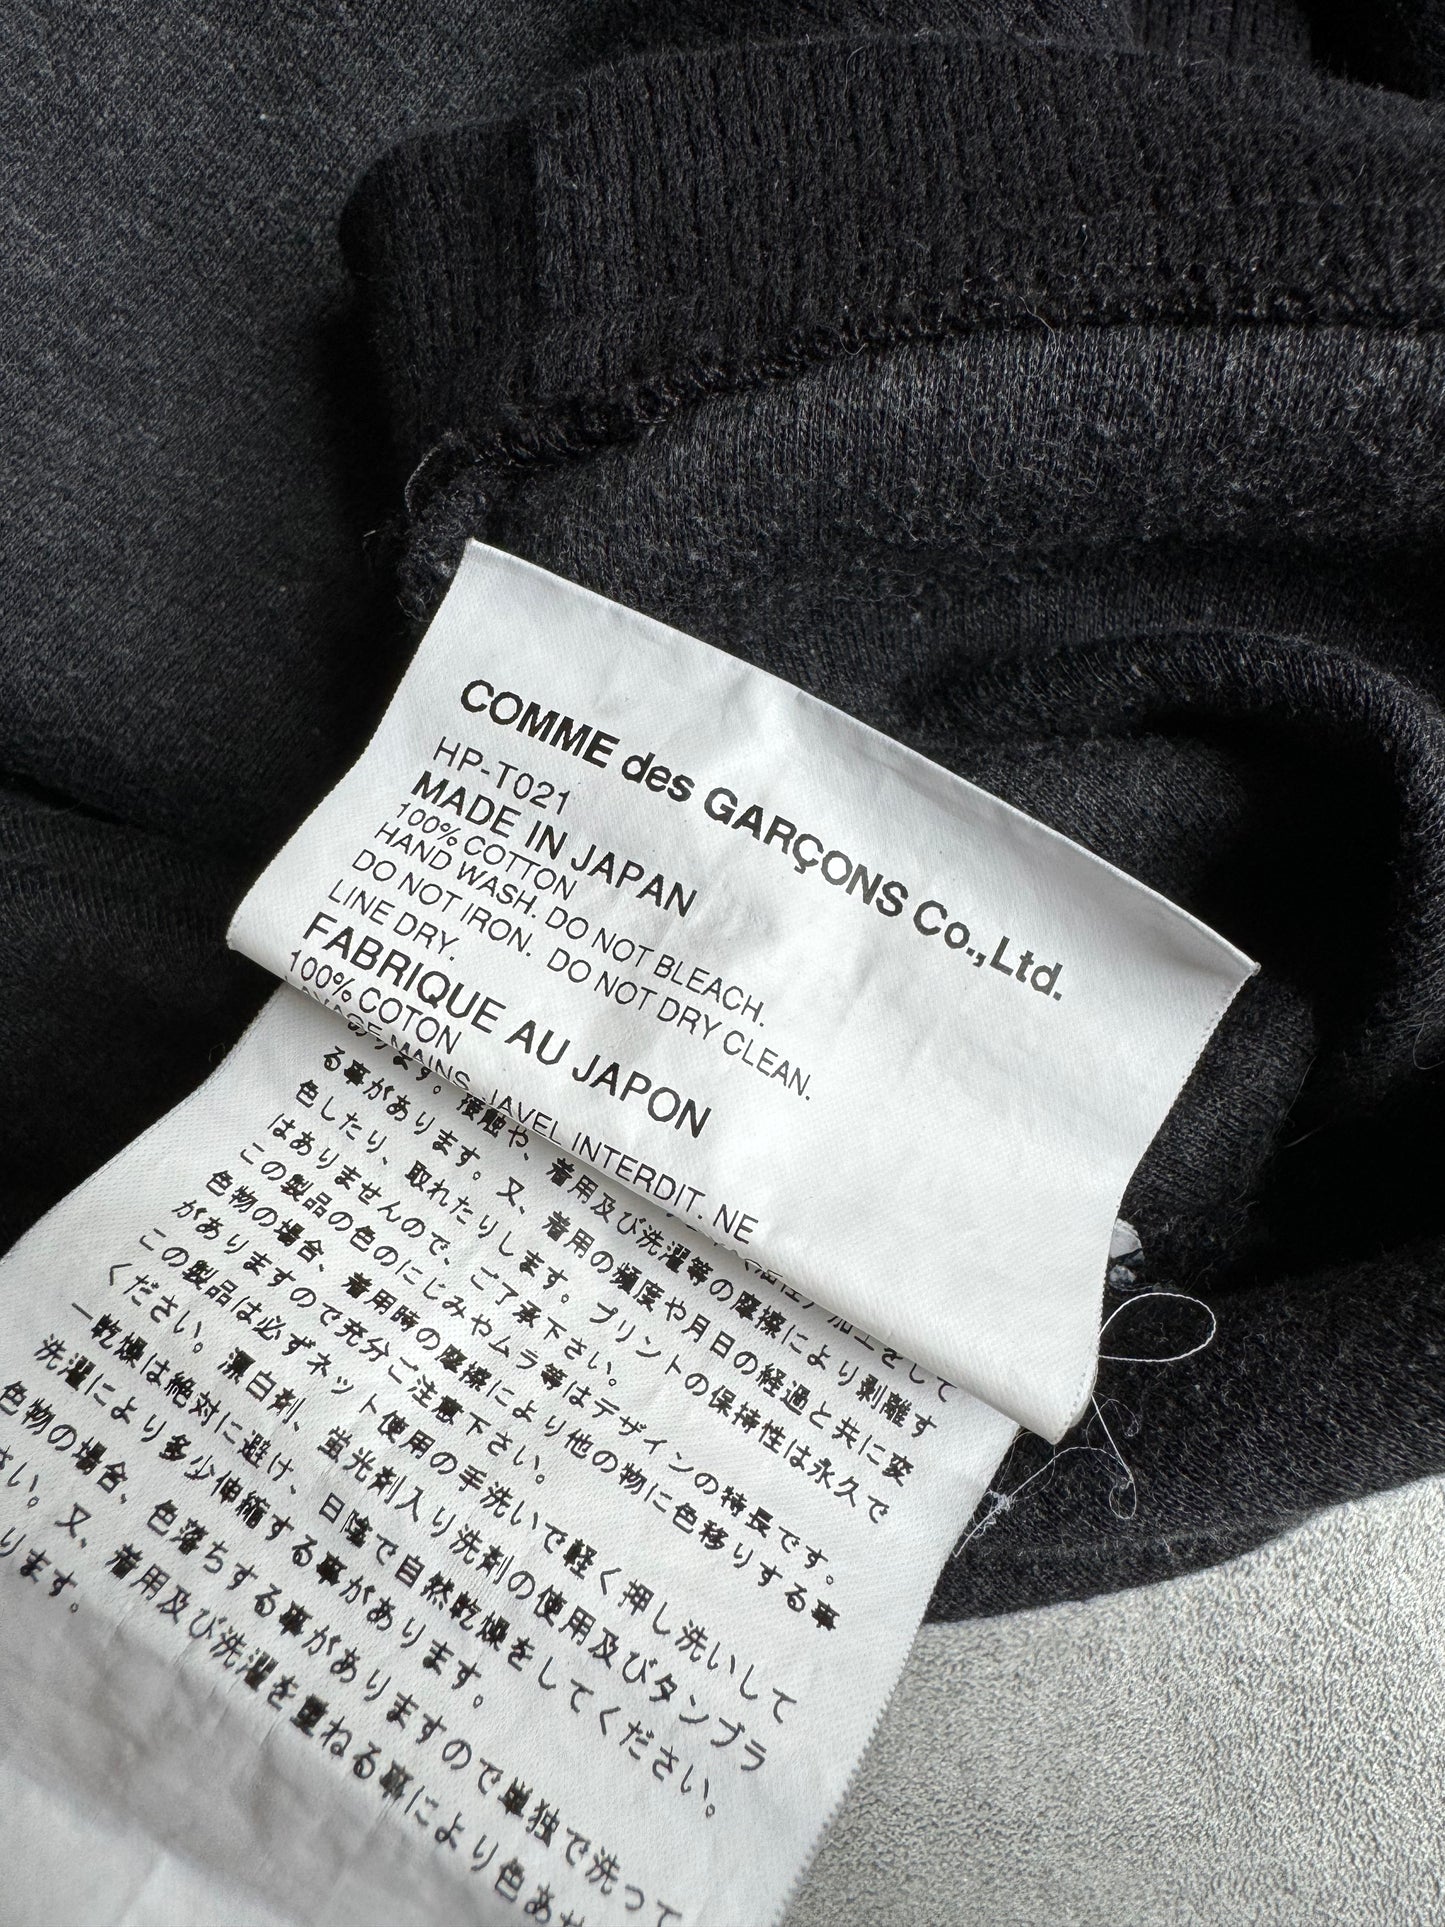 COMME des GARÇONS Co.,Ltd.
HP-T021
MADE IN JAPAN
100% COTTON
HAND WASH. DO NOT BLEACH.
DO NOT IRON. DO NOT DRY CLEAN.
LINE DRY.
FABRIQUE AU JAPON
100% COTON
MAINS. JAVEL INTERDIT. NE
加工をして
あります。接触や、着用及び洗濯等の摩擦により剥離す
る事があります。又、着用の頻度や月日の経過と共に変
色したり、取れたりします。プリントの保持性は永久で
はありませんので、ご了承下さい。
この製品の色のにじみやムラ等はデザインの特長です。
色物の場合、着用時の摩擦により他の物に色移りする事
がありますので充分ご注意下さい。
この製品は必ずネット使用の手洗いで軽く押し洗いして
ください。漂白剤、蛍光剤入り洗剤の使用及びタンブラ
ー乾燥は絶対に避け、日陰で自然乾燥をしてください。
洗濯により多少伸縮する事があります。
色物の場合、色落ちする事がありますので単独で洗って
さい。又、着用及び洗濯を重ねる事により色あせ
ります。